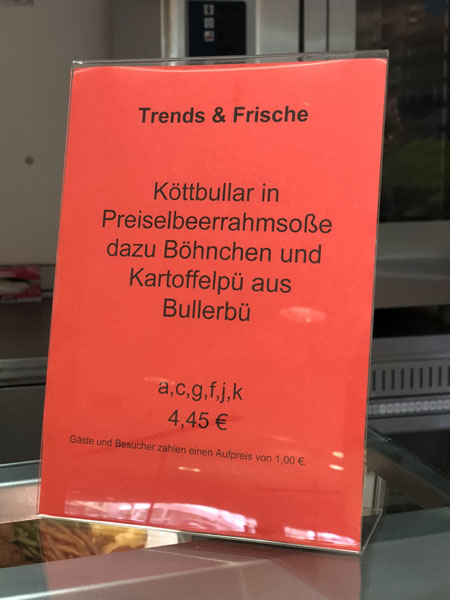 Trends & Frische
Köttbullar in
Preiselbeerrahmsoße
dazu Böhnchen und
Kartoffelpü aus
Bullerbü
a,c,g,f,j,k
4,45 €
Gäste und Besucher zahlen einen Aufpreis von 1,00 €.